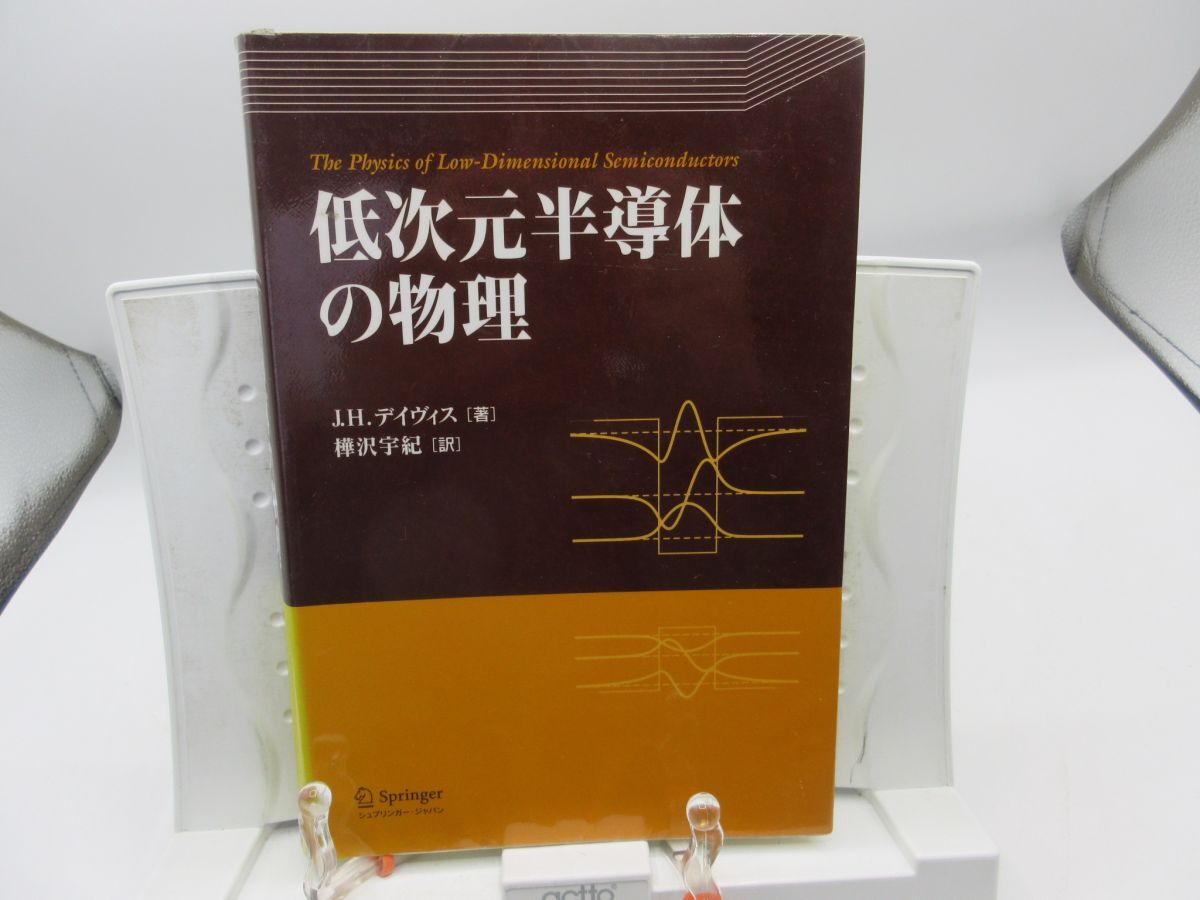 The Physics of Low-Dimensional Semiconductors
低次元半導体
の物理
J.H.デイヴィス[著]
樺沢宇紀[訳]
Springer
シュプリンガー・ジャパン
actto